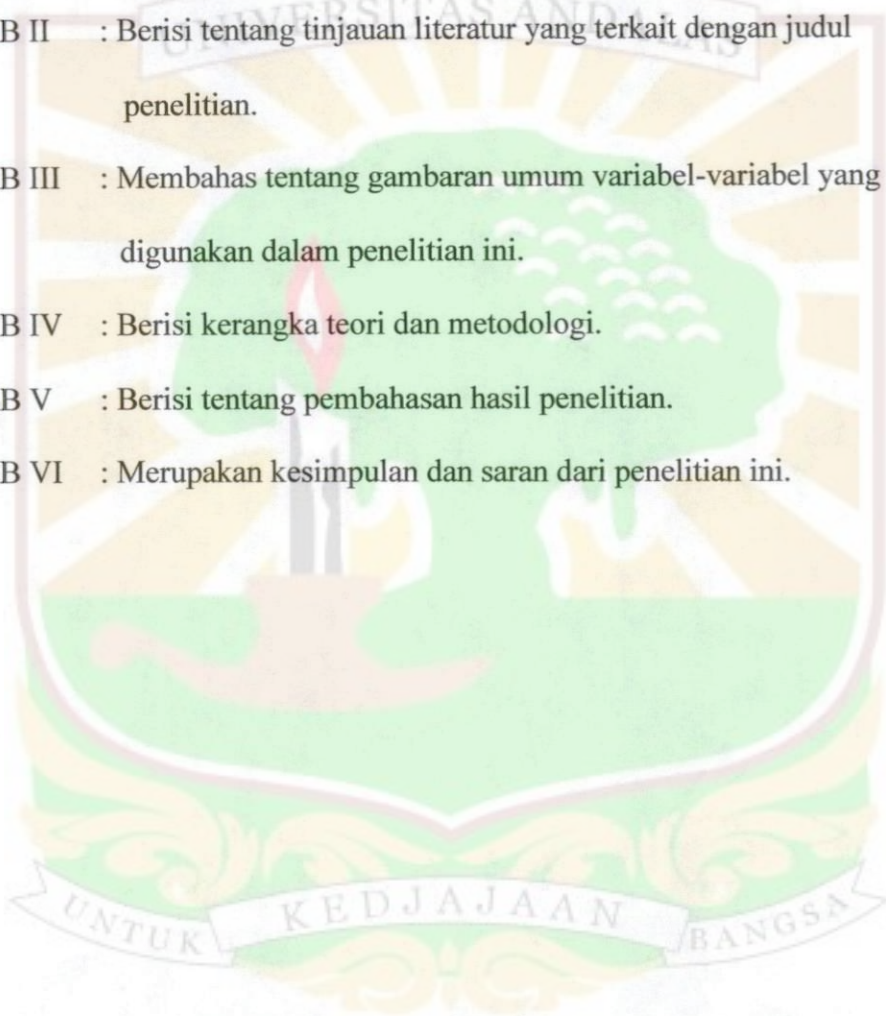 UNIVERSITAS ANDALAS
B II : Berisi tentang tinjauan literatur yang terkait dengan judul
penelitian.
B III : Membahas tentang gambaran umum variabel-variabel yang
digunakan dalam penelitian ini.
B IV : Berisi kerangka teori dan metodologi.
B V : Berisi tentang pembahasan hasil penelitian.
B VI : Merupakan kesimpulan dan saran dari penelitian ini.
UNTUK KEDJAJAAN BANGSA